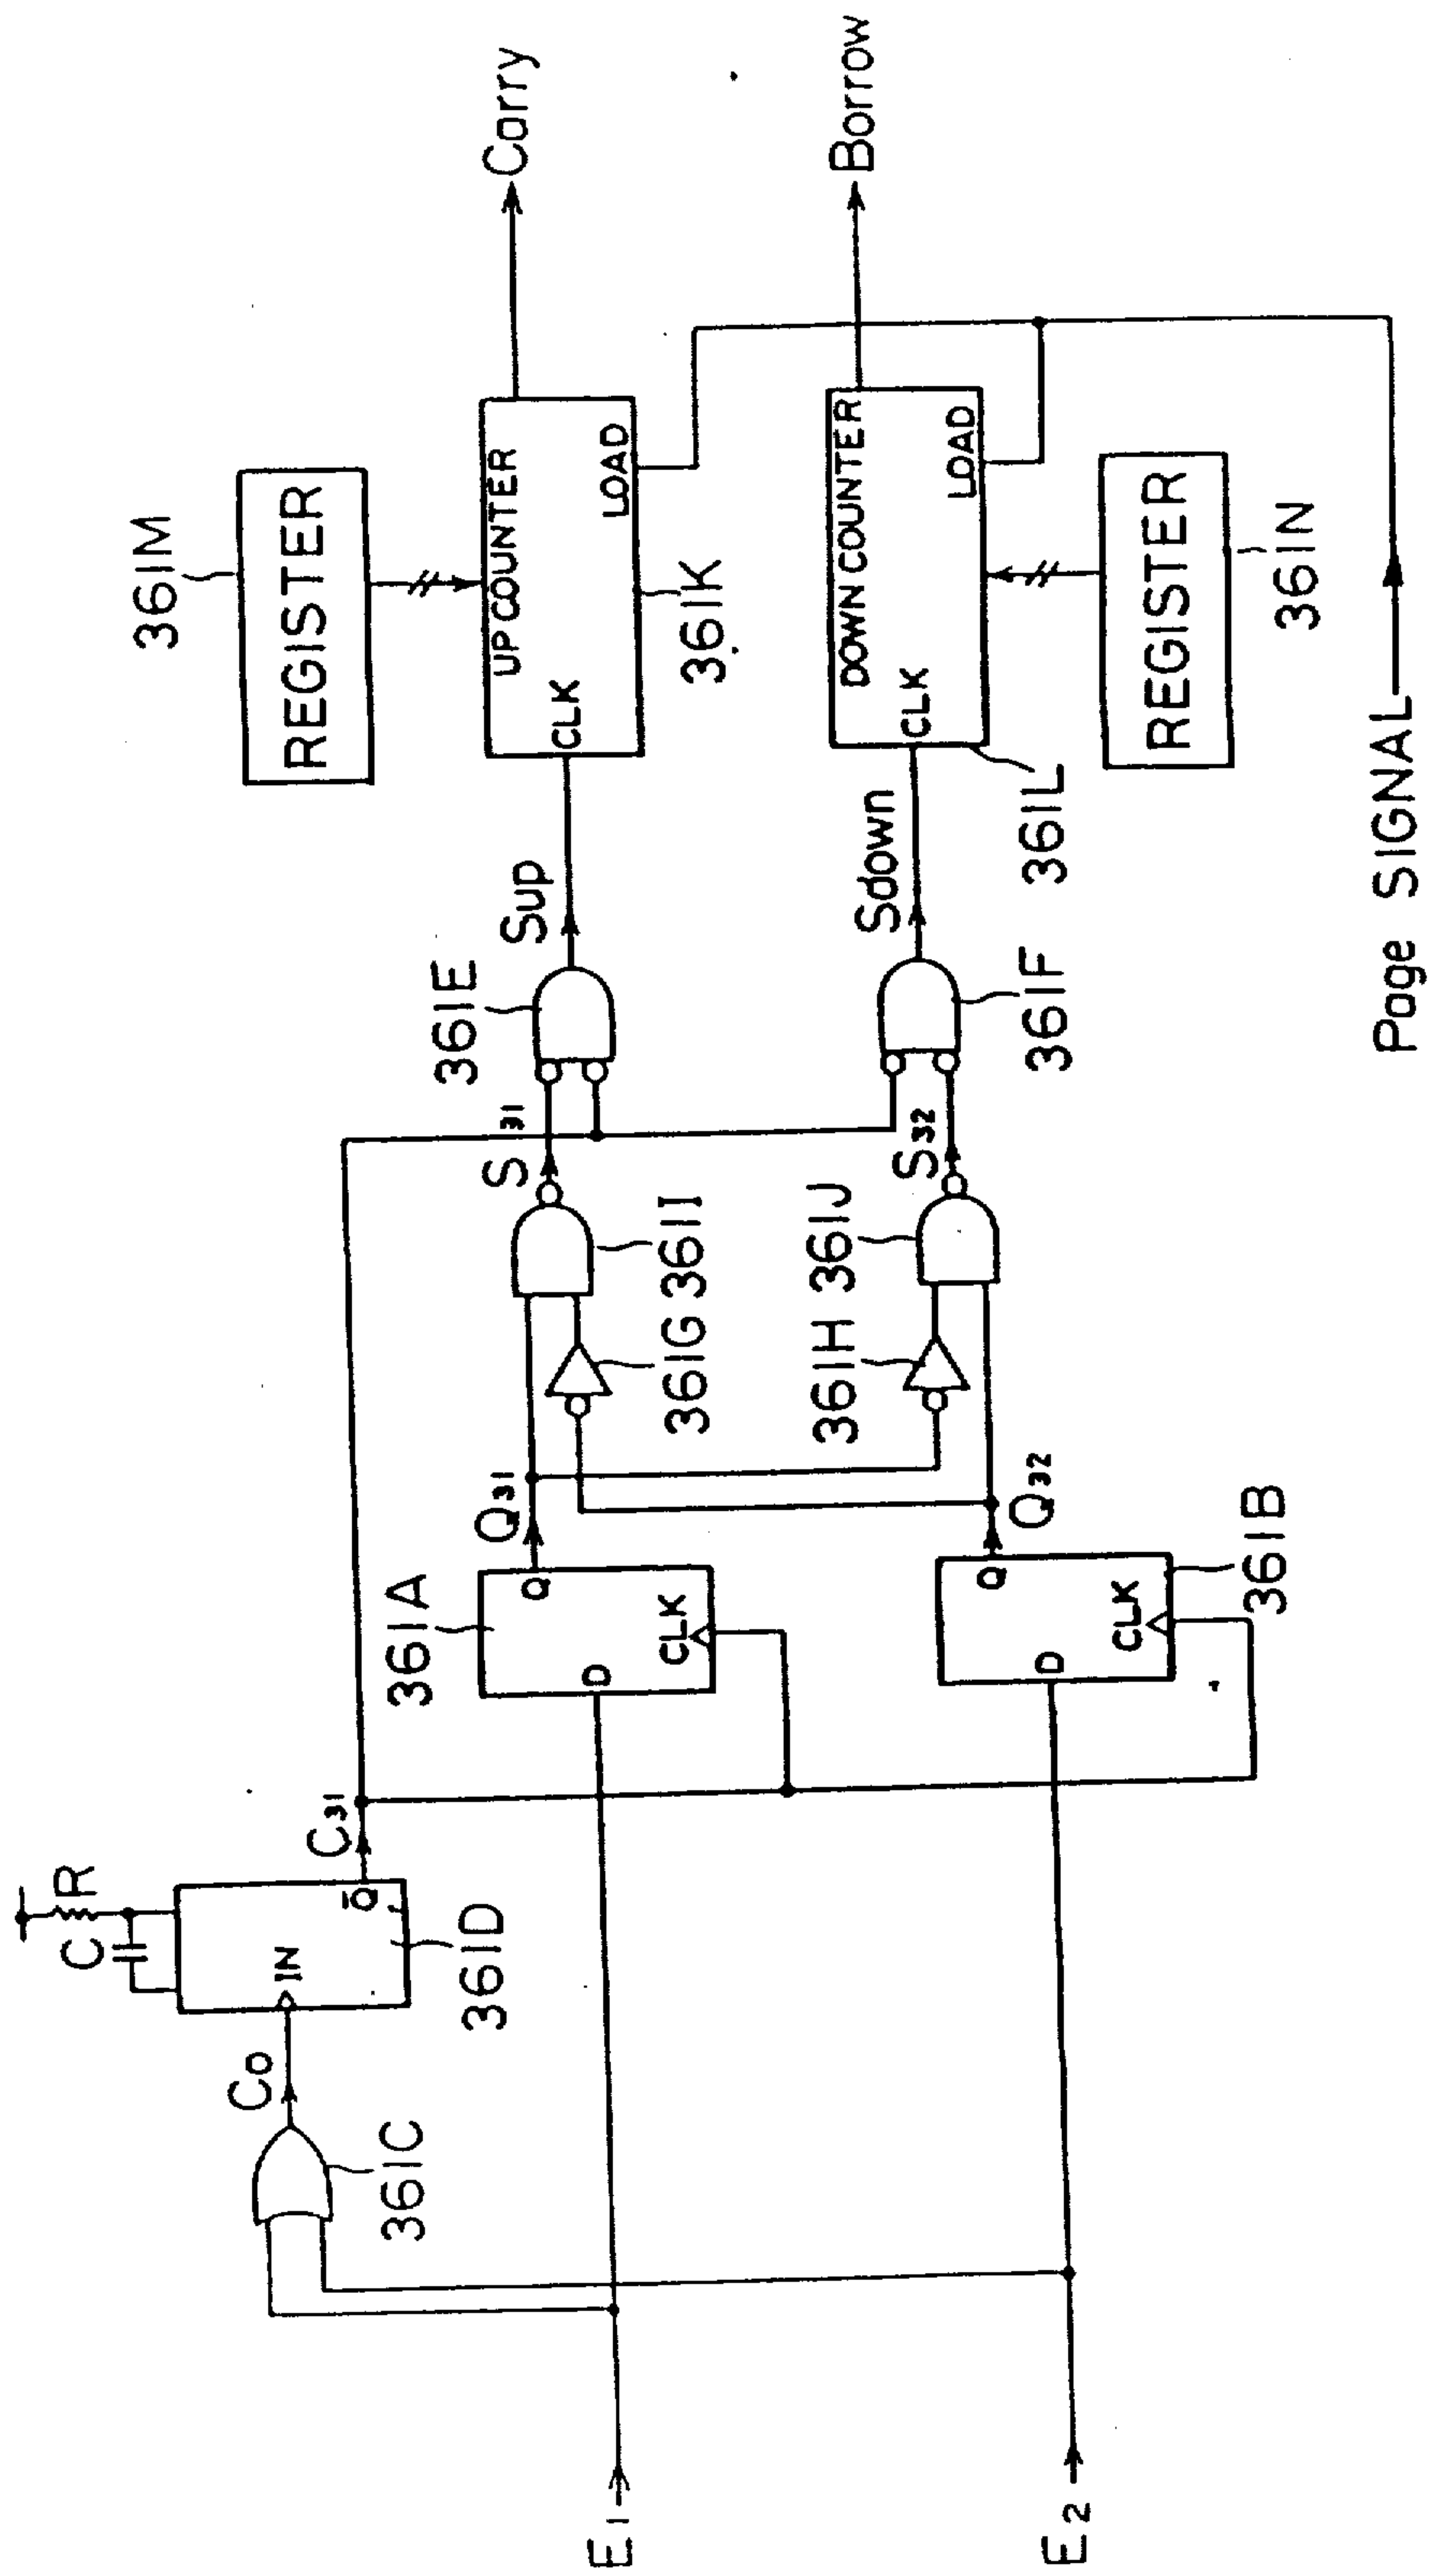 E1
E2
361C
Co
C
R
IN
Q̄
361D
C31
361A
D
CLK
Q
Q31
D
CLK
Q
361B
Q32
361G
361I
361H
361J
S31
S32
361E
361F
Sup
Sdown
361M
REGISTER
UP COUNTER
CLK
LOAD
361K
Carry
DOWN COUNTER
CLK
LOAD
361L
Borrow
REGISTER
361N
Page SIGNAL